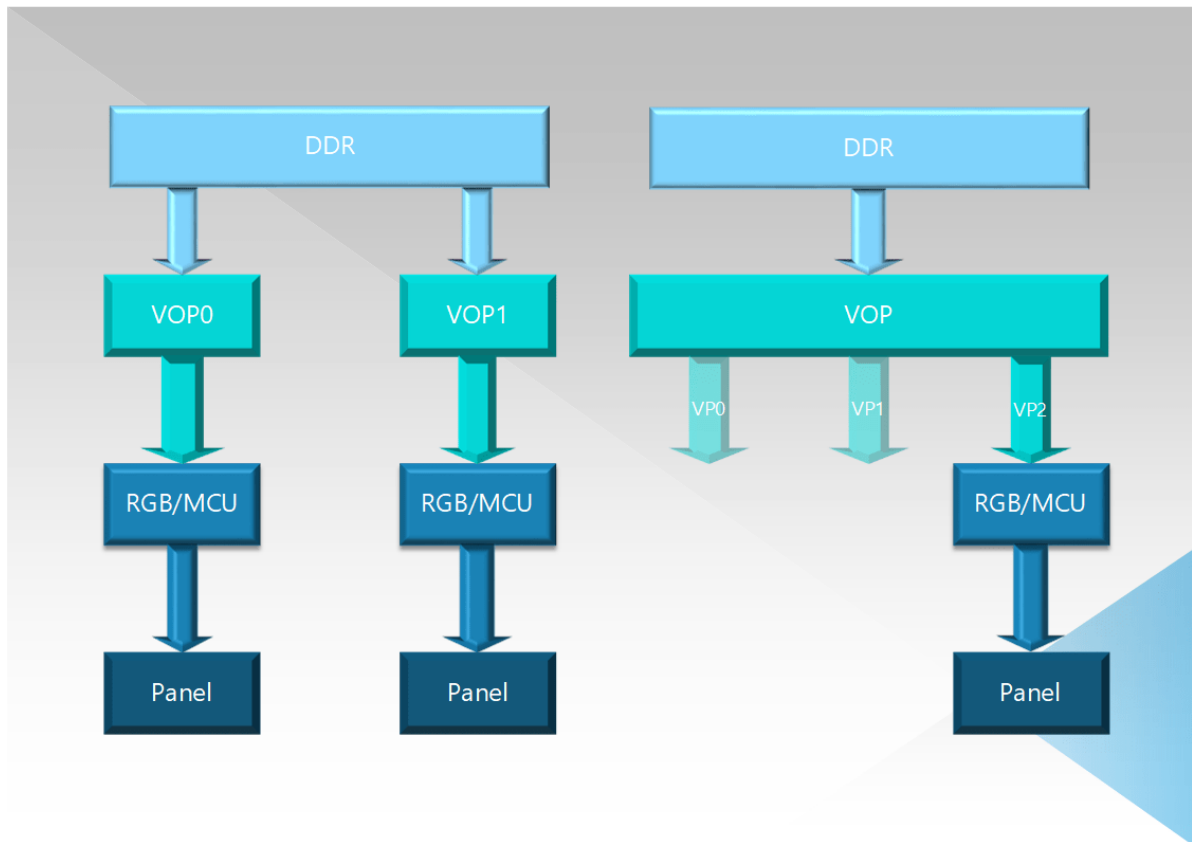 DDR
DDR
VOP0
VOP1
VOP
VP0
VP1
VP2
RGB/MCU
RGB/MCU
RGB/MCU
Panel
Panel
Panel